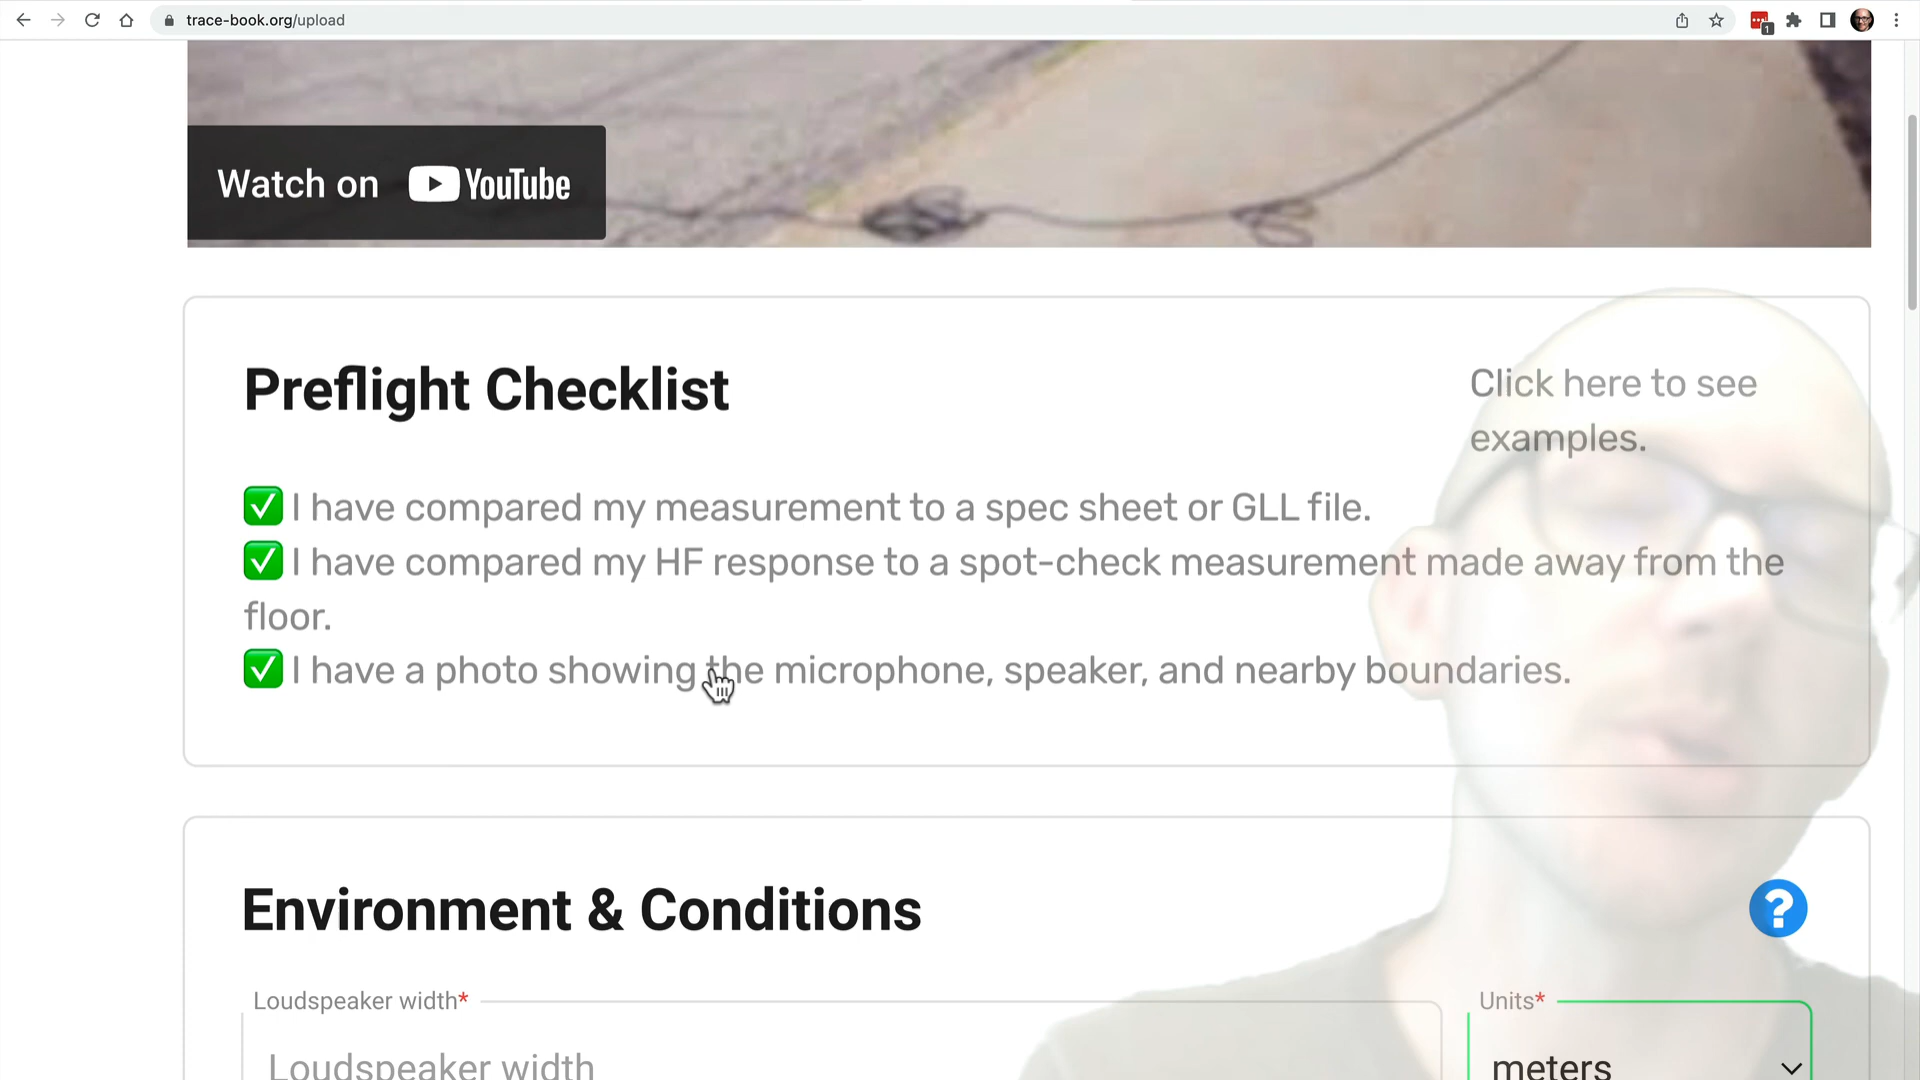 trace-book.org/upload
1
Watch on YouTube
Preflight Checklist
Click here to see
examples.
✅ I have compared my measurement to a spec sheet or GLL file.
✅ I have compared my HF response to a spot-check measurement made away from the
floor.
✅ I have a photo showing the microphone, speaker, and nearby boundaries.
Environment & Conditions
?
Loudspeaker width*
Units*
Loudspeaker width
meters